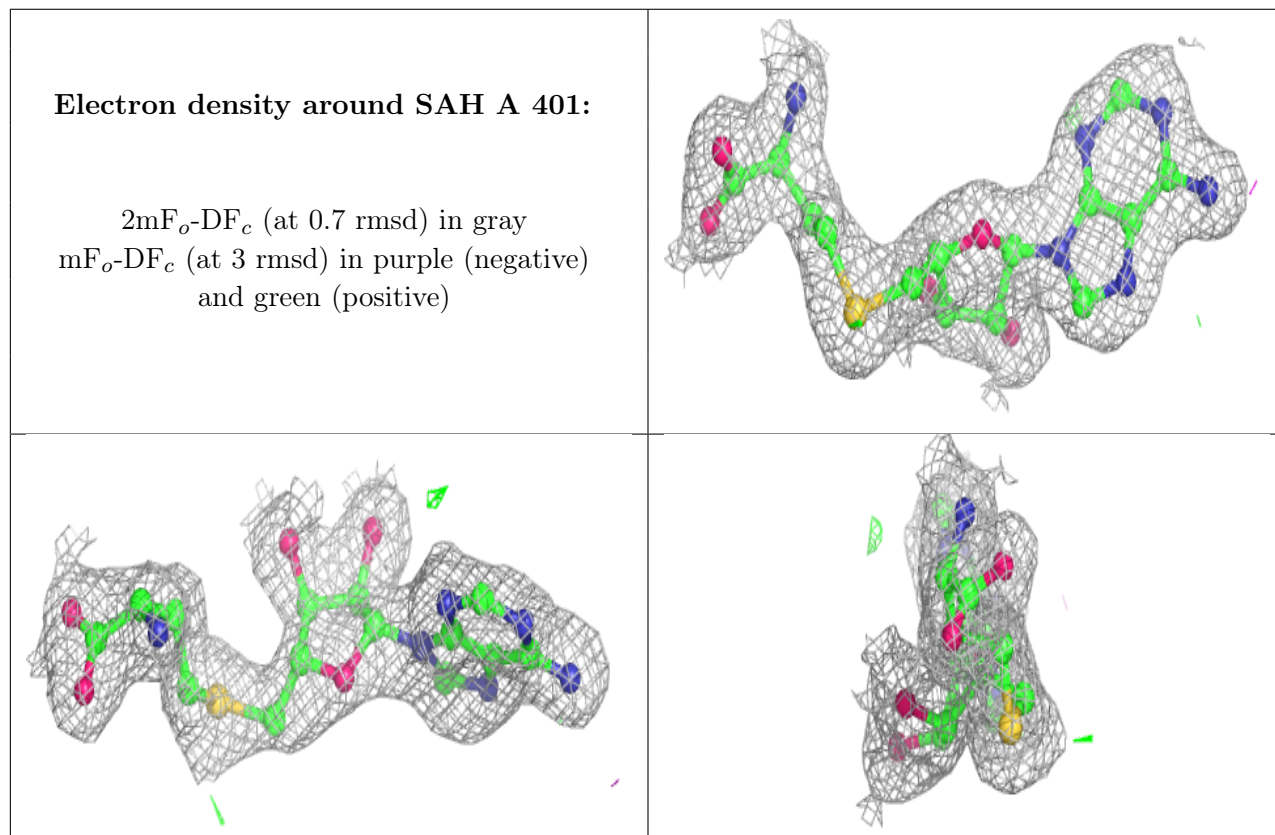 Electron density around SAH A 401:
2mFo-DFc (at 0.7 rmsd) in gray
mFo-DFc (at 3 rmsd) in purple (negative)
and green (positive)